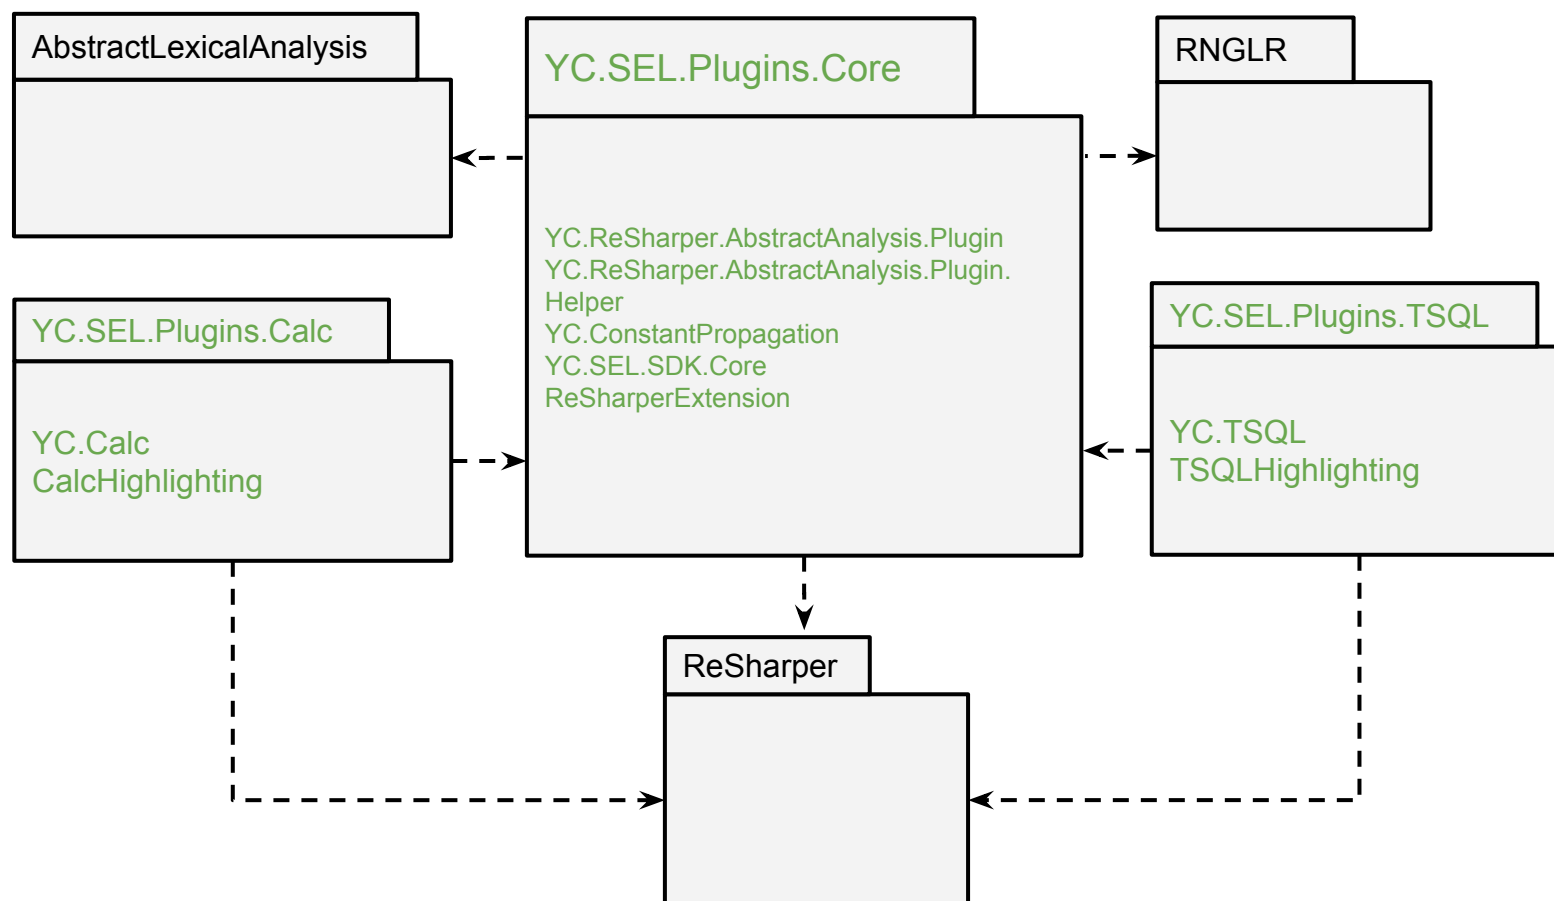 AbstractLexicalAnalysis
YC.SEL.Plugins.Core
RNGLR
YC.ReSharper.AbstractAnalysis.Plugin
YC.ReSharper.AbstractAnalysis.Plugin.
Helper
YC.ConstantPropagation
YC.SEL.SDK.Core
ReSharperExtension
YC.SEL.Plugins.Calc
YC.Calc
CalcHighlighting
YC.SEL.Plugins.TSQL
YC.TSQL
TSQLHighlighting
ReSharper